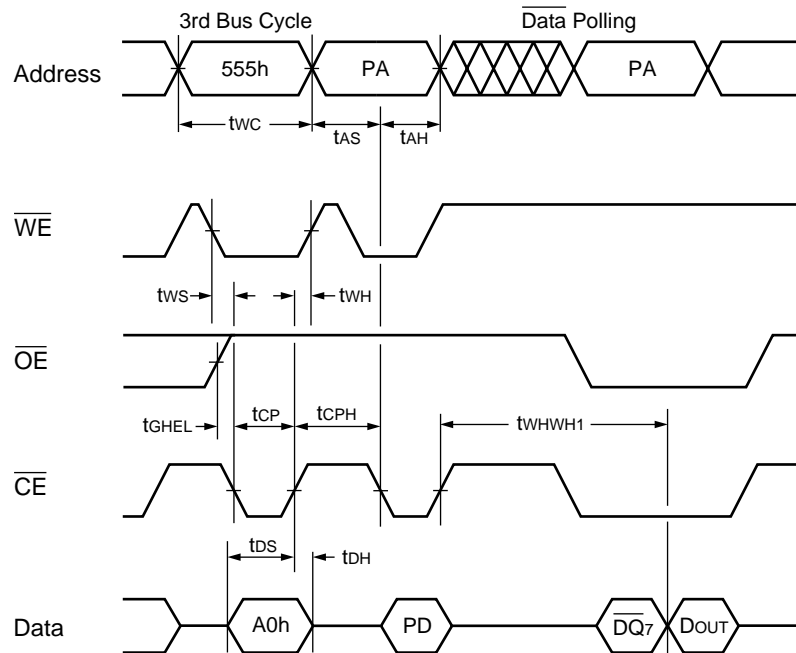 3rd Bus Cycle Data Polling
Address 555h PA PA
tWC tAS tAH
WE
tWS tWH
OE
tGHEL tCP tCPH tWHWH1
CE
tDS tDH
Data A0h PD DQ7 DOUT